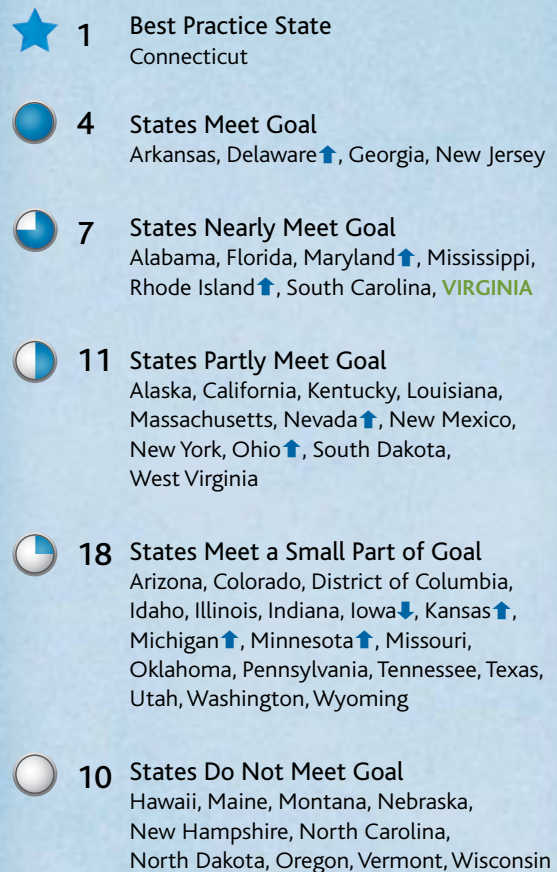 1 Best Practice State
Connecticut
4 States Meet Goal
Arkansas, Delaware⬆, Georgia, New Jersey
7 States Nearly Meet Goal
Alabama, Florida, Maryland⬆, Mississippi,
Rhode Island⬆, South Carolina, VIRGINIA
11 States Partly Meet Goal
Alaska, California, Kentucky, Louisiana,
Massachusetts, Nevada⬆, New Mexico,
New York, Ohio⬆, South Dakota,
West Virginia
18 States Meet a Small Part of Goal
Arizona, Colorado, District of Columbia,
Idaho, Illinois, Indiana, Iowa⬇, Kansas⬆,
Michigan⬆, Minnesota⬆, Missouri,
Oklahoma, Pennsylvania, Tennessee, Texas,
Utah, Washington, Wyoming
10 States Do Not Meet Goal
Hawaii, Maine, Montana, Nebraska,
New Hampshire, North Carolina,
North Dakota, Oregon, Vermont, Wisconsin